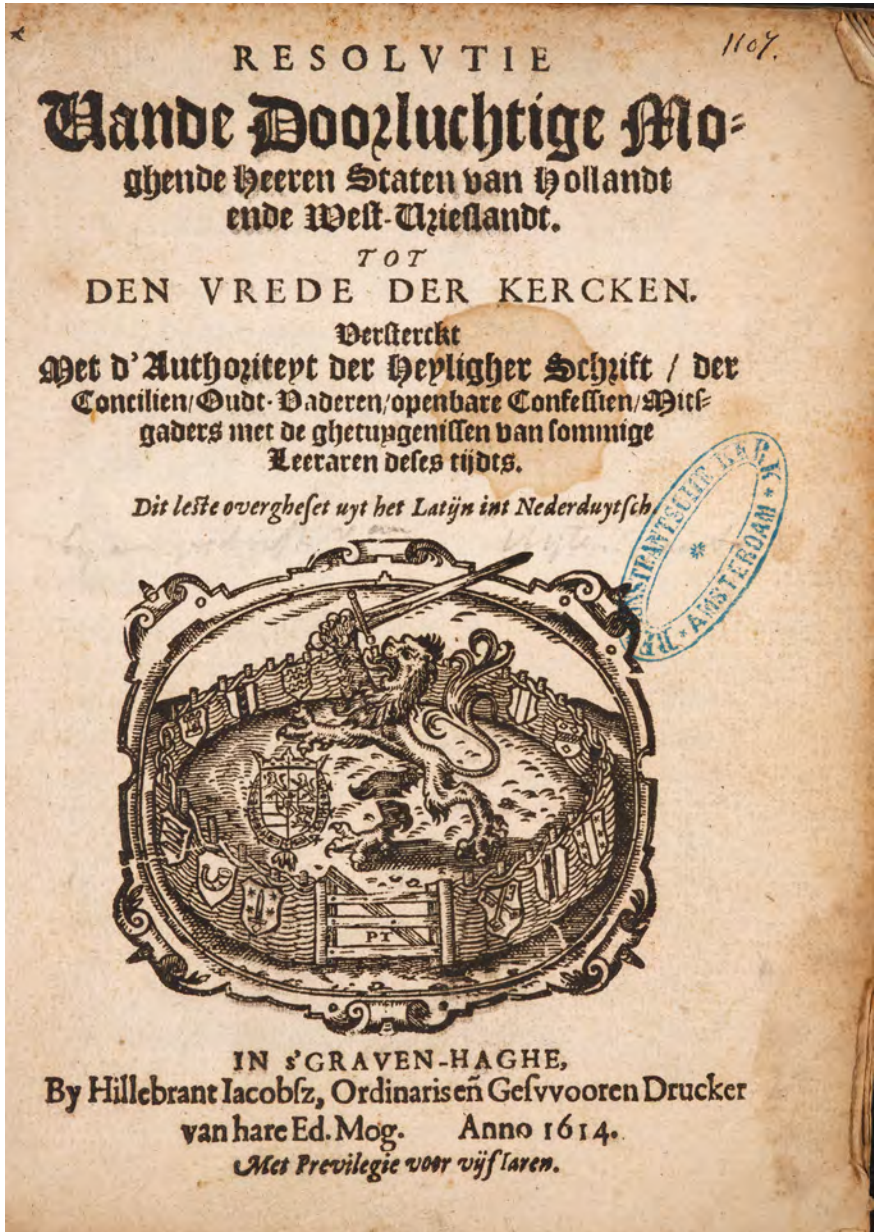 1107.
RESOLVTIE
Vande Doorluchtige Mo-
ghende Heeren Staten van Hollandt
ende West-Vrieslandt.
TOT
DEN VREDE DER KERCKEN.
Versterckt
Met d'Authoriteyt der Heyligher Schrift / der
Concilien/Oudt-Vaderen/openbare Confessien/Mits-
gaders met de ghetuygenissen van sommige
Leeraren deses tijdts.
Dit leste overgheset uyt het Latijn int Nederduytsch.
REMONSTRANTSCHE KERK
* AMSTERDAM *
PT
IN s'GRAVEN-HAGHE,
By Hillebrant Iacobsz, Ordinaris eñ Gesvvooren Drucker
van hare Ed. Mog. Anno 1614.
Met Previlegie voor vijf Iaren.